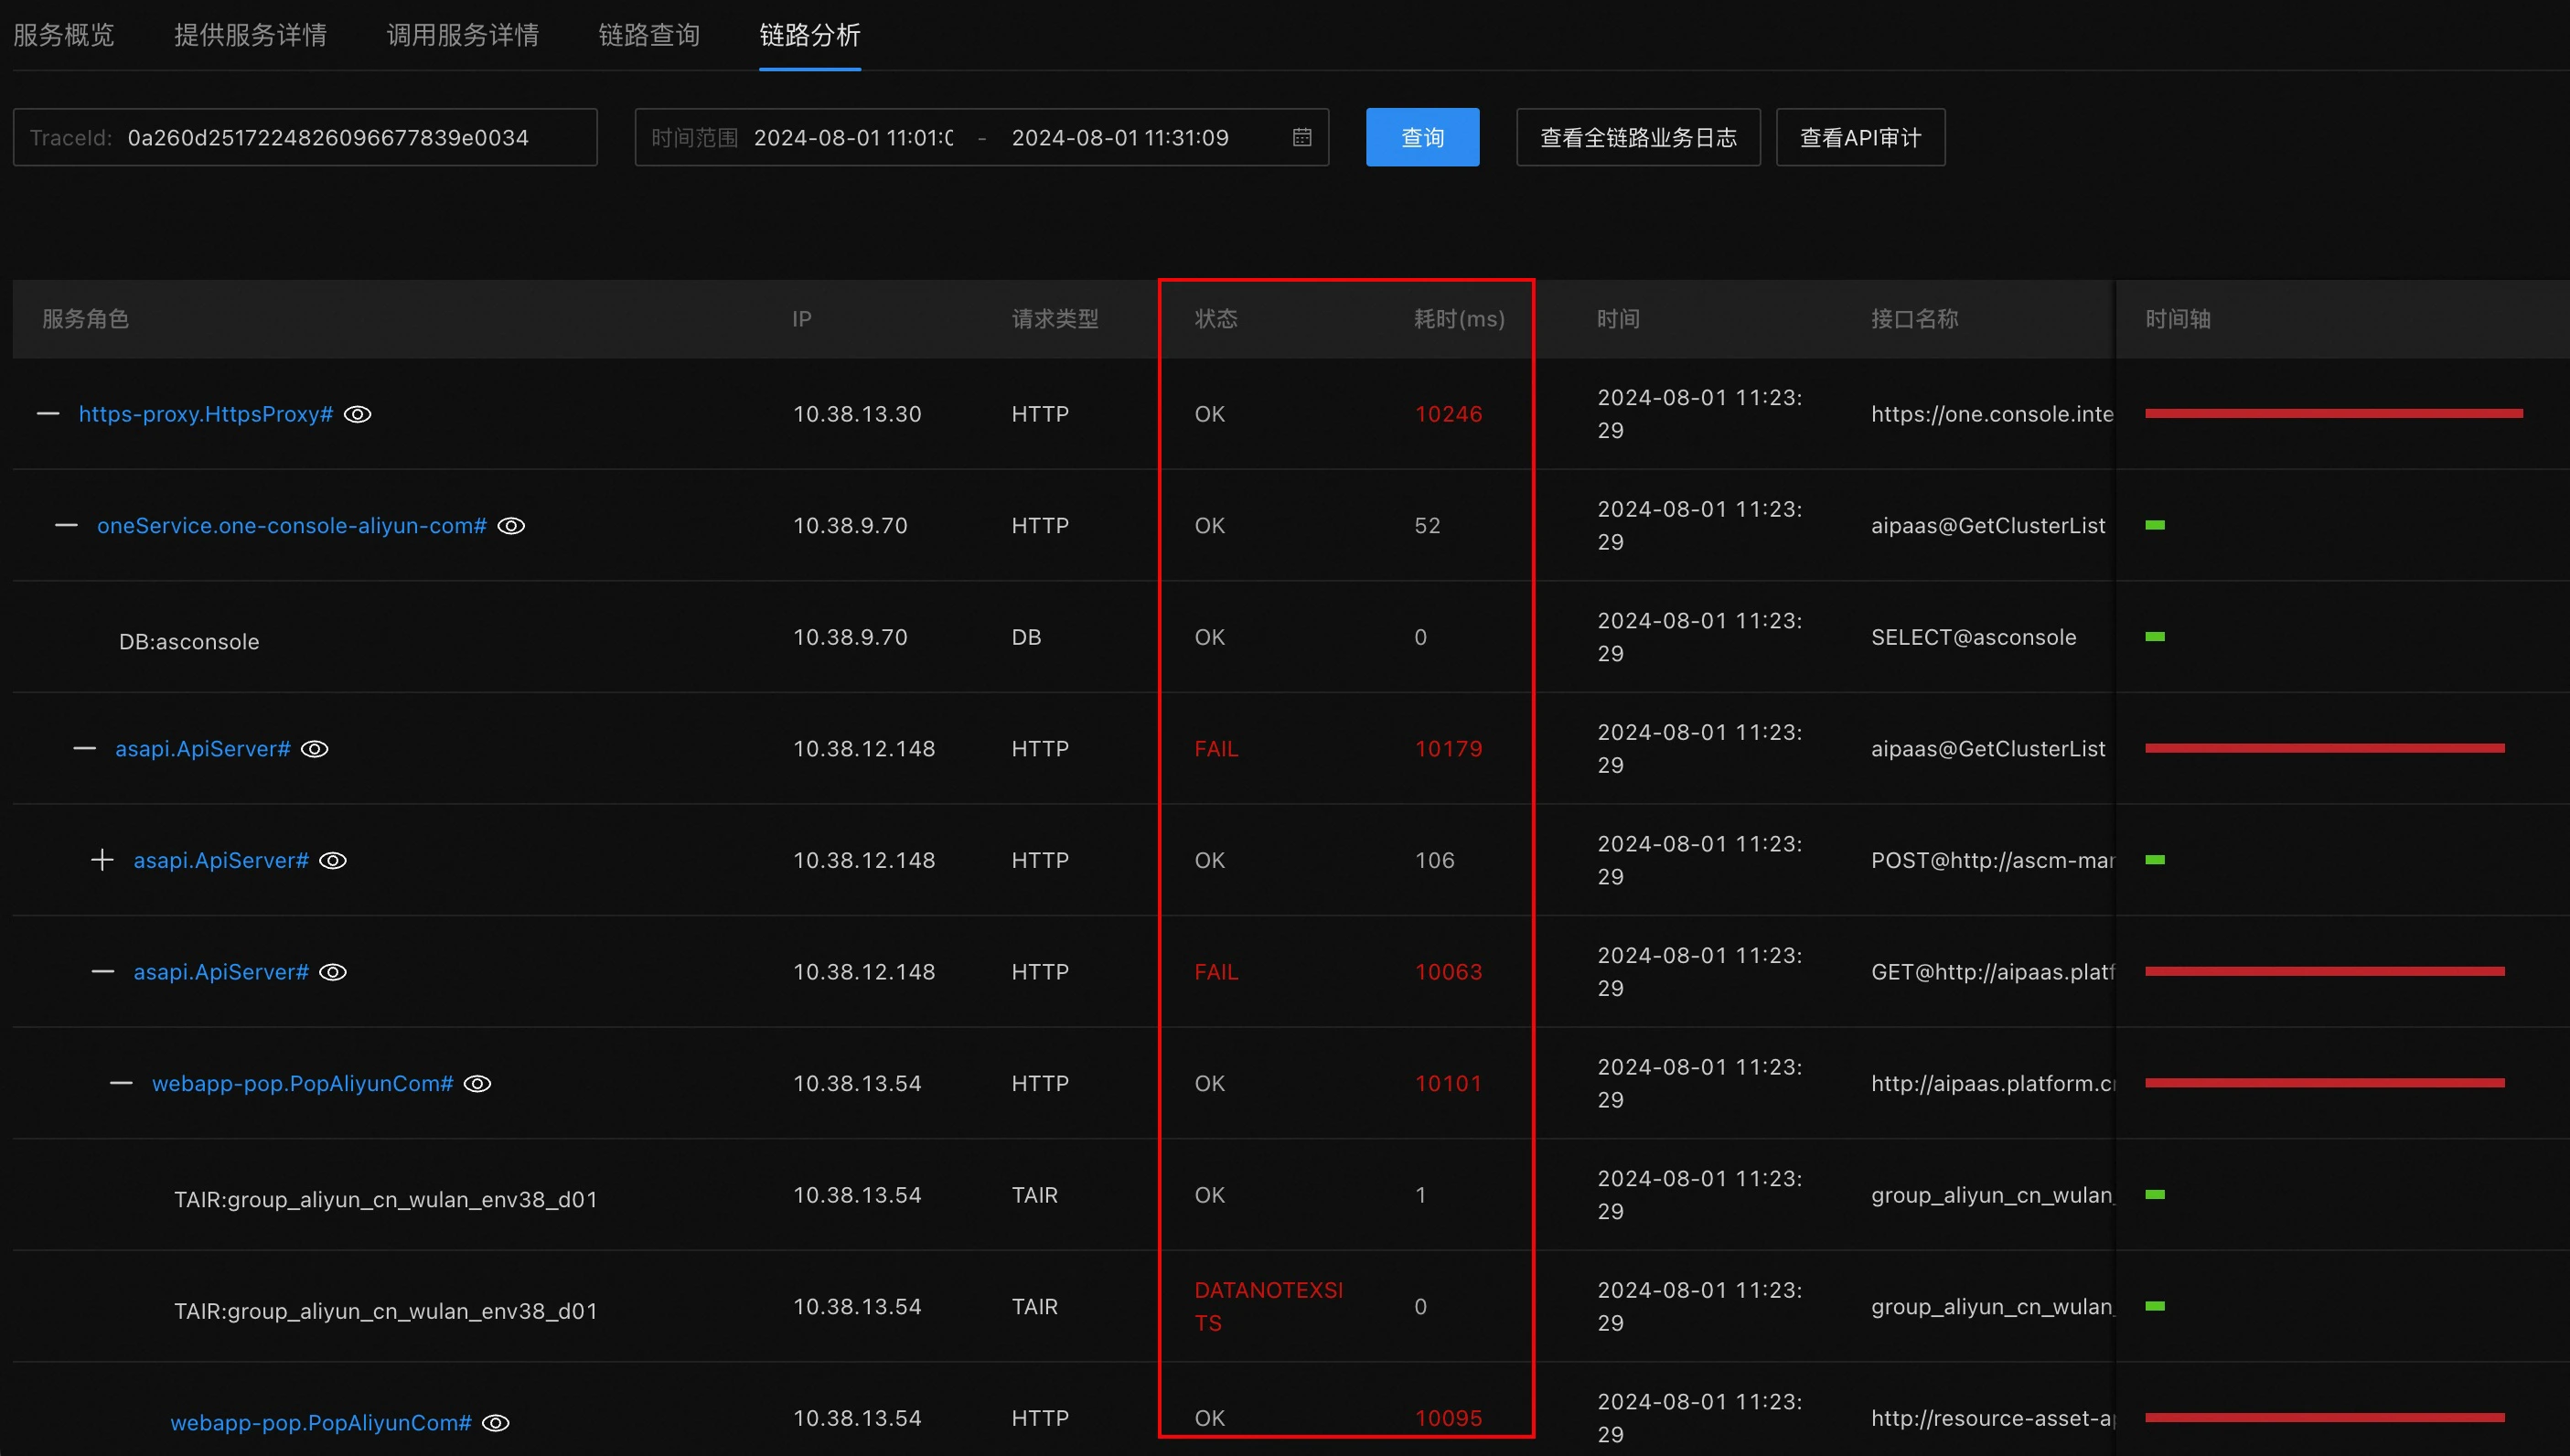 服务概览 提供服务详情 调用服务详情 链路查询 链路分析
TraceId: 0a260d2517224826096677839e0034 时间范围 2024-08-01 11:01:0 - 2024-08-01 11:31:09 查询 查看全链路业务日志 查看API审计
服务角色 IP 请求类型 状态 耗时(ms) 时间 接口名称 时间轴
https-proxy.HttpsProxy# 10.38.13.30 HTTP OK 10246 2024-08-01 11:23:
29 https://one.console.inte
oneService.one-console-aliyun-com# 10.38.9.70 HTTP OK 52 2024-08-01 11:23:
29 aipaas@GetClusterList
DB:asconsole 10.38.9.70 DB OK 0 2024-08-01 11:23:
29 SELECT@asconsole
asapi.ApiServer# 10.38.12.148 HTTP FAIL 10179 2024-08-01 11:23:
29 aipaas@GetClusterList
asapi.ApiServer# 10.38.12.148 HTTP OK 106 2024-08-01 11:23:
29 POST@http://ascm-mar
asapi.ApiServer# 10.38.12.148 HTTP FAIL 10063 2024-08-01 11:23:
29 GET@http://aipaas.platf
webapp-pop.PopAliyunCom# 10.38.13.54 HTTP OK 10101 2024-08-01 11:23:
29 http://aipaas.platform.c
TAIR:group_aliyun_cn_wulan_env38_d01 10.38.13.54 TAIR OK 1 2024-08-01 11:23:
29 group_aliyun_cn_wulan_
TAIR:group_aliyun_cn_wulan_env38_d01 10.38.13.54 TAIR DATANOTEXSI
TS 0 2024-08-01 11:23:
29 group_aliyun_cn_wulan_
webapp-pop.PopAliyunCom# 10.38.13.54 HTTP OK 10095 2024-08-01 11:23:
29 http://resource-asset-a